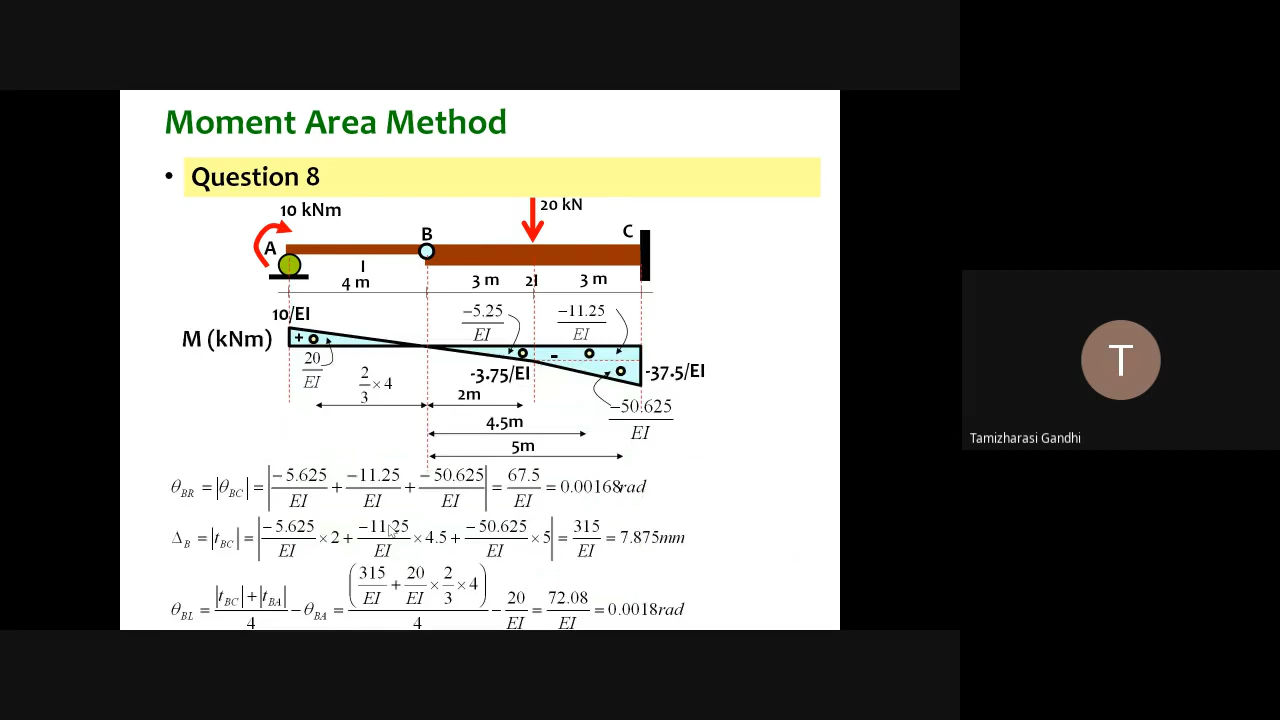 Moment Area Method
• Question 8
10 kNm
20 kN
A
B
C
I
4 m
3 m
2I
3 m
10/EI
-5.25/EI
-11.25/EI
M (kNm)
+
-
20/EI
2/3 × 4
-3.75/EI
-37.5/EI
2m
-50.625/EI
4.5m
5m
θ_BR = |θ_BC| = |-5.625/EI + -11.25/EI + -50.625/EI| = 67.5/EI = 0.00168rad
Δ_B = |t_BC| = |-5.625/EI × 2 + -11.25/EI × 4.5 + -50.625/EI × 5| = 315/EI = 7.875mm
θ_BL = (|t_BC| + |t_BA|)/4 - θ_BA = (315/EI + 20/EI × 2/3 × 4)/4 - 20/EI = 72.08/EI = 0.0018rad
T
Tamizharasi Gandhi